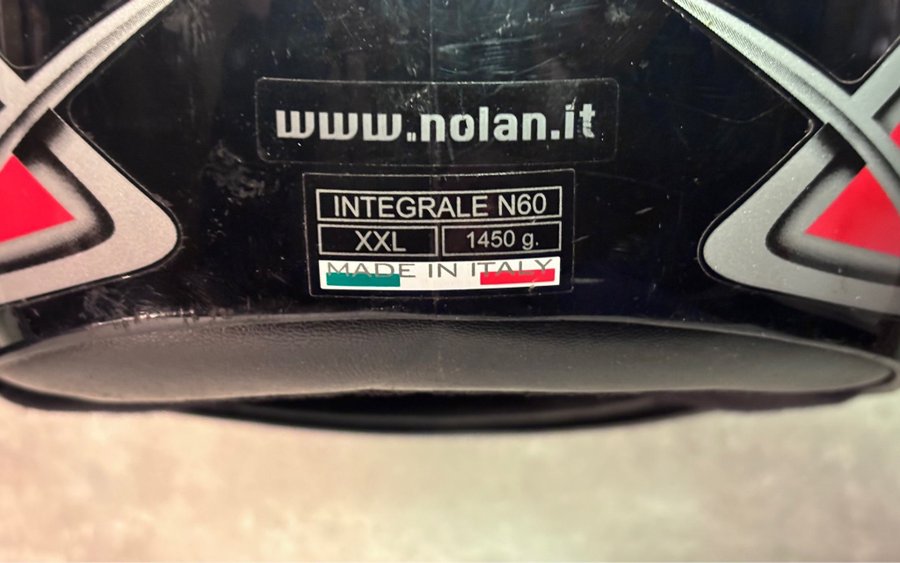 www.nolan.it
INTEGRALE N60
XXL 1450 g.
MADE IN ITALY